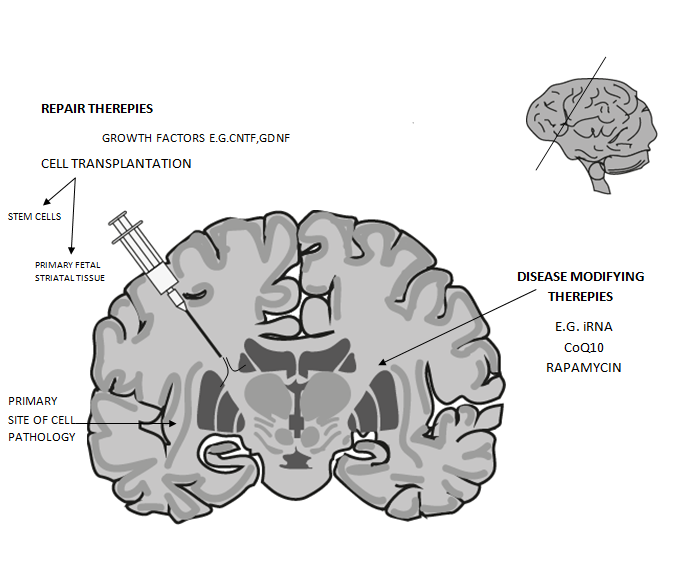 REPAIR THEREPIES
GROWTH FACTORS E.G.CNTF,GDNF
CELL TRANSPLANTATION
STEM CELLS
PRIMARY FETAL
STRIATAL TISSUE
DISEASE MODIFYING
THEREPIES
E.G. iRNA
CoQ10
RAPAMYCIN
PRIMARY
SITE OF CELL
PATHOLOGY